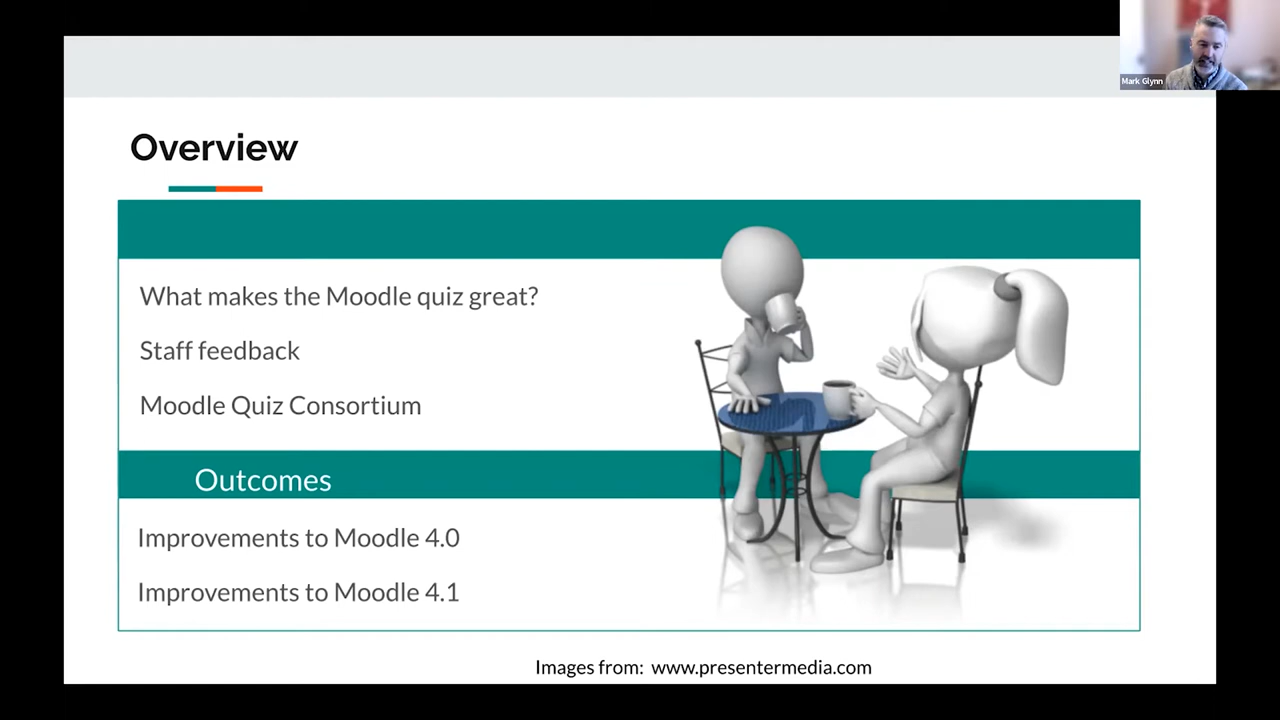 Mark Glynn
Overview
What makes the Moodle quiz great?
Staff feedback
Moodle Quiz Consortium
Outcomes
Improvements to Moodle 4.0
Improvements to Moodle 4.1
Images from: www.presentermedia.com